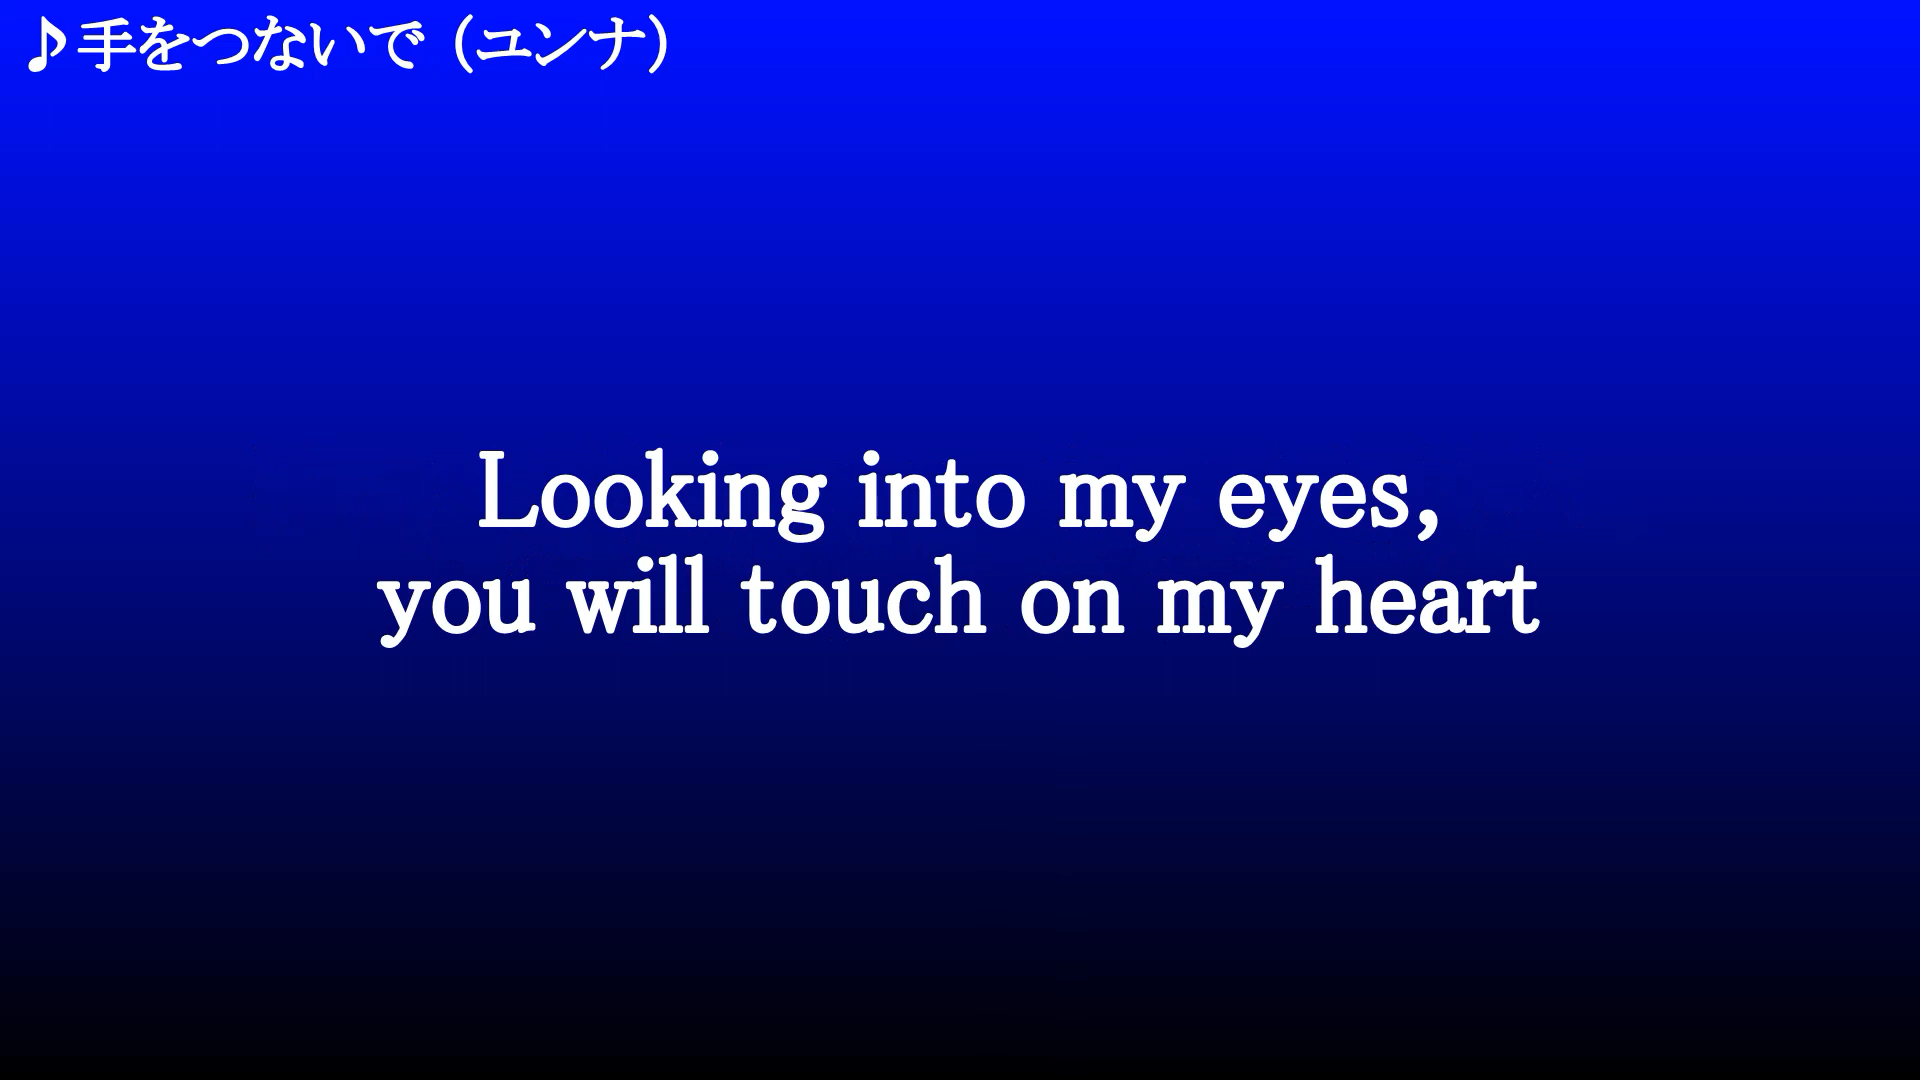 ♪手をつないで（ユンナ）
Looking into my eyes,
you will touch on my heart